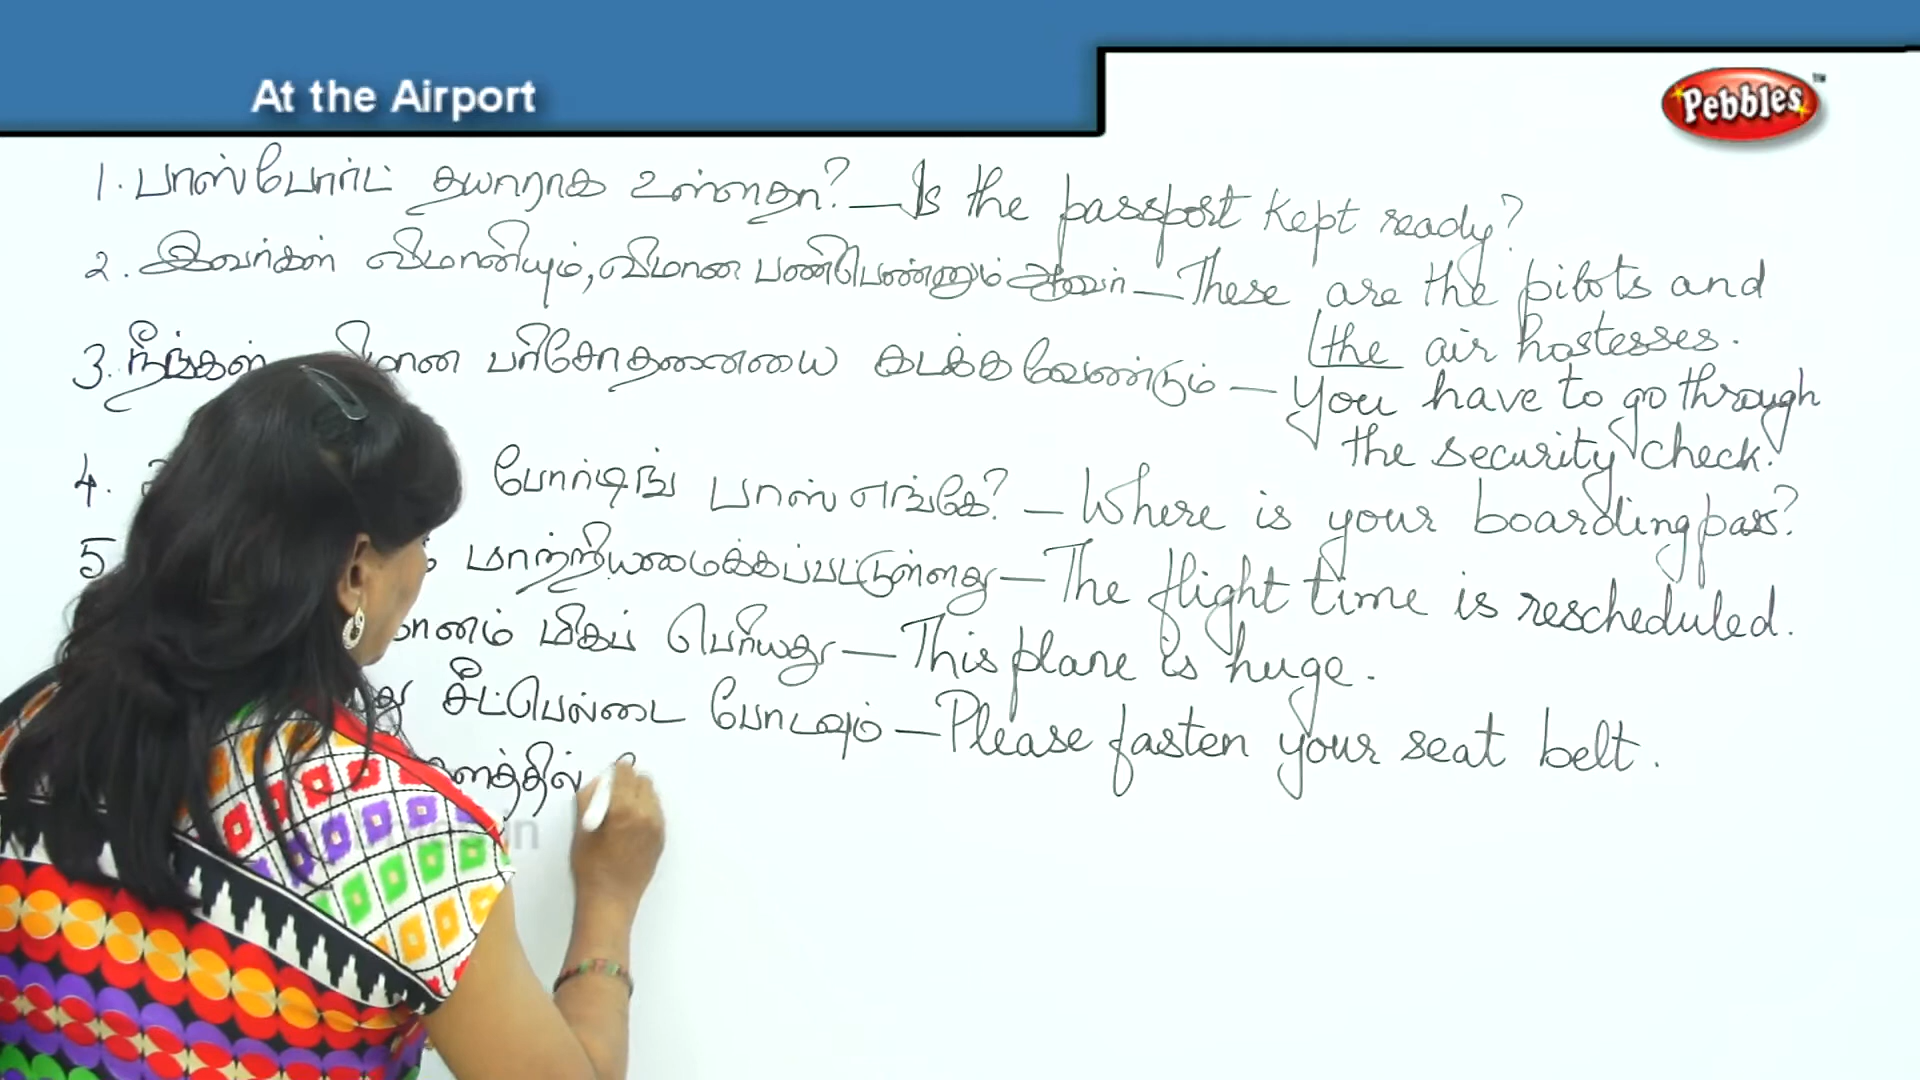 At the Airport
Pebbles™
1. பாஸ்போர்ட் தயாராக உள்ளதா? – Is the passport kept ready?
2. இவர்கள் விமானியும், விமான பணிபெண்ணும் ஆவர் – These are the pilots and
the air hostesses.
3. நீங்கள் பரிசோதனையை கடக்க வேண்டும் – You have to go through
the security check.
4. போர்டிங் பாஸ் எங்கே? – Where is your boarding pass?
5 மாற்றியமைக்கப்பட்டுள்ளது – The flight time is rescheduled.
மிகப் பெரியது – This plane is huge.
சீட்பெல்டை போடவும் – Please fasten your seat belt.